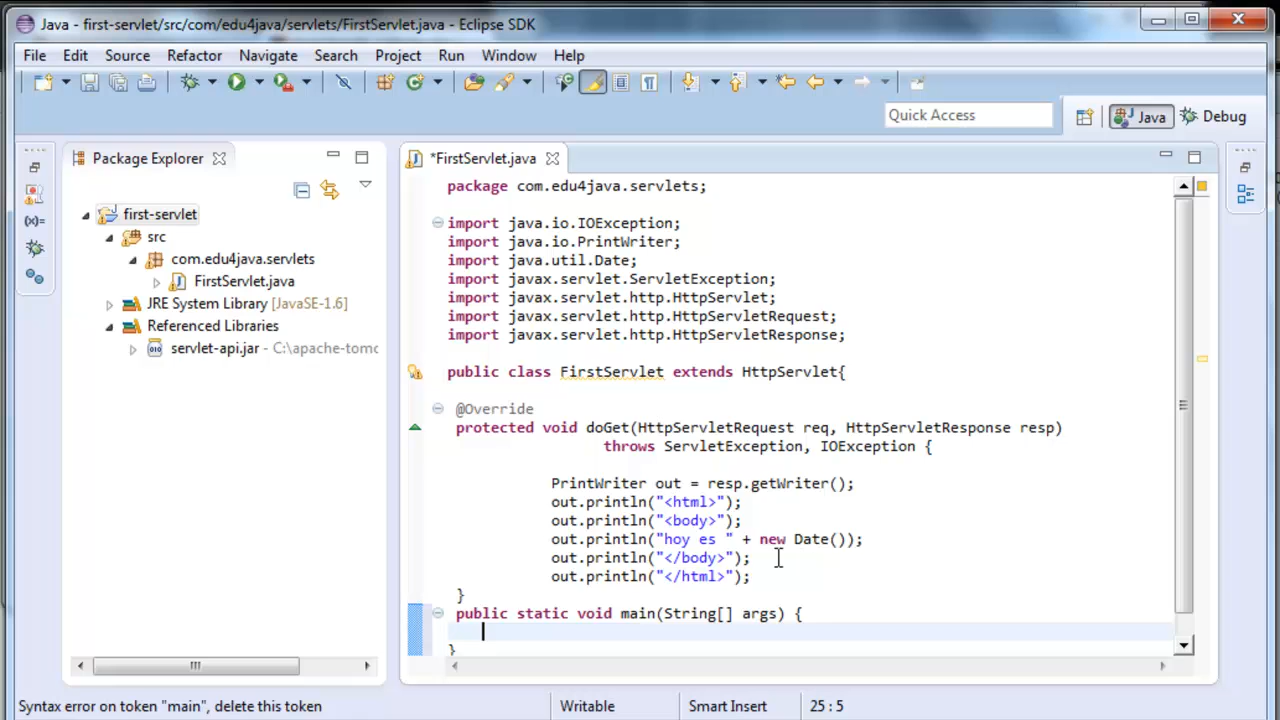 Java - first-servlet/src/com/edu4java/servlets/FirstServlet.java - Eclipse SDK
File Edit Source Refactor Navigate Search Project Run Window Help
Quick Access
Java
Debug
Package Explorer
first-servlet
src
com.edu4java.servlets
FirstServlet.java
JRE System Library [JavaSE-1.6]
Referenced Libraries
servlet-api.jar - C:\apache-tomc
*FirstServlet.java
package com.edu4java.servlets;
import java.io.IOException;
import java.io.PrintWriter;
import java.util.Date;
import javax.servlet.ServletException;
import javax.servlet.http.HttpServlet;
import javax.servlet.http.HttpServletRequest;
import javax.servlet.http.HttpServletResponse;
public class FirstServlet extends HttpServlet{
@Override
protected void doGet(HttpServletRequest req, HttpServletResponse resp)
throws ServletException, IOException {
PrintWriter out = resp.getWriter();
out.println("<html>");
out.println("<body>");
out.println("hoy es " + new Date());
out.println("</body>");
out.println("</html>");
}
public static void main(String[] args) {
}
Syntax error on token "main", delete this token
Writable
Smart Insert
25 : 5